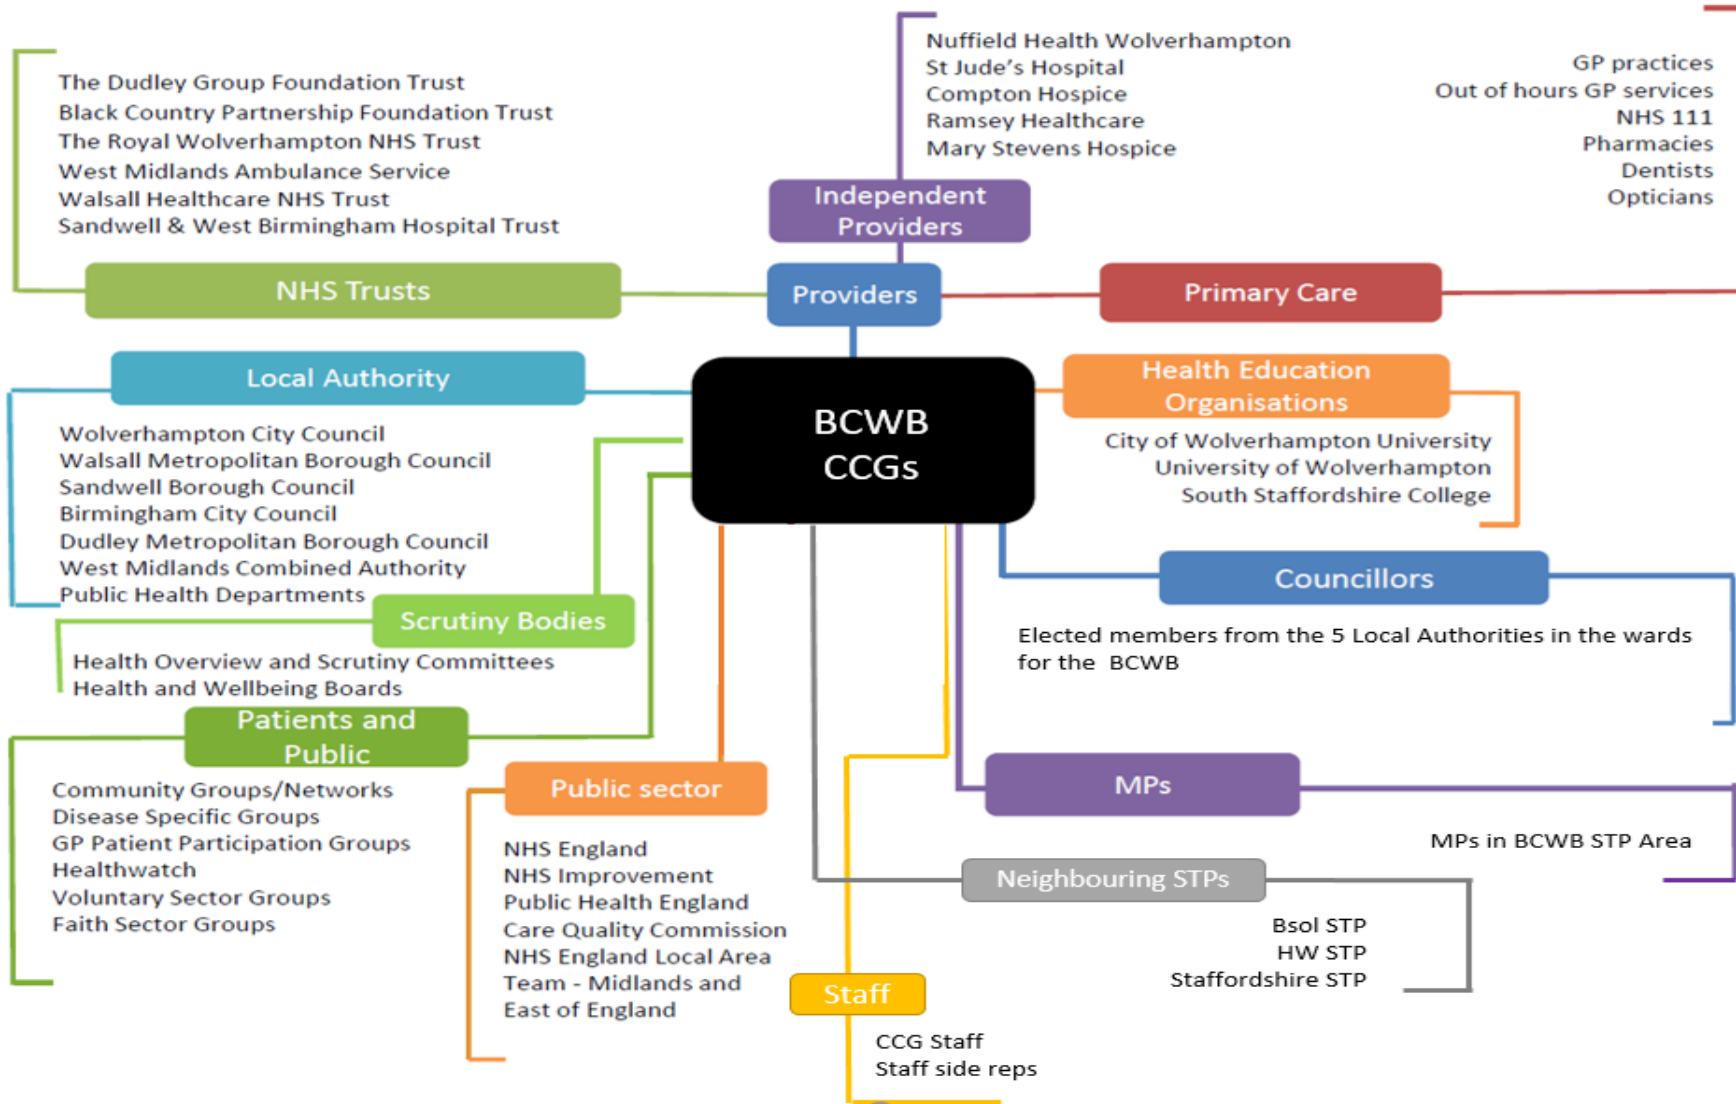 The Dudley Group Foundation Trust
Black Country Partnership Foundation Trust
The Royal Wolverhampton NHS Trust
West Midlands Ambulance Service
Walsall Healthcare NHS Trust
Sandwell & West Birmingham Hospital Trust
NHS Trusts
Nuffield Health Wolverhampton
St Jude's Hospital
Compton Hospice
Ramsey Healthcare
Mary Stevens Hospice
Independent
Providers
Providers
GP practices
Out of hours GP services
NHS 111
Pharmacies
Dentists
Opticians
Primary Care
BCWB
CCGs
Local Authority
Wolverhampton City Council
Walsall Metropolitan Borough Council
Sandwell Borough Council
Birmingham City Council
Dudley Metropolitan Borough Council
West Midlands Combined Authority
Public Health Departments
Scrutiny Bodies
Health Overview and Scrutiny Committees
Health and Wellbeing Boards
Patients and
Public
Community Groups/Networks
Disease Specific Groups
GP Patient Participation Groups
Healthwatch
Voluntary Sector Groups
Faith Sector Groups
Public sector
NHS England
NHS Improvement
Public Health England
Care Quality Commission
NHS England Local Area
Team - Midlands and
East of England
Health Education
Organisations
City of Wolverhampton University
University of Wolverhampton
South Staffordshire College
Councillors
Elected members from the 5 Local Authorities in the wards
for the BCWB
MPs
MPs in BCWB STP Area
Neighbouring STPs
Bsol STP
HW STP
Staffordshire STP
Staff
CCG Staff
Staff side reps